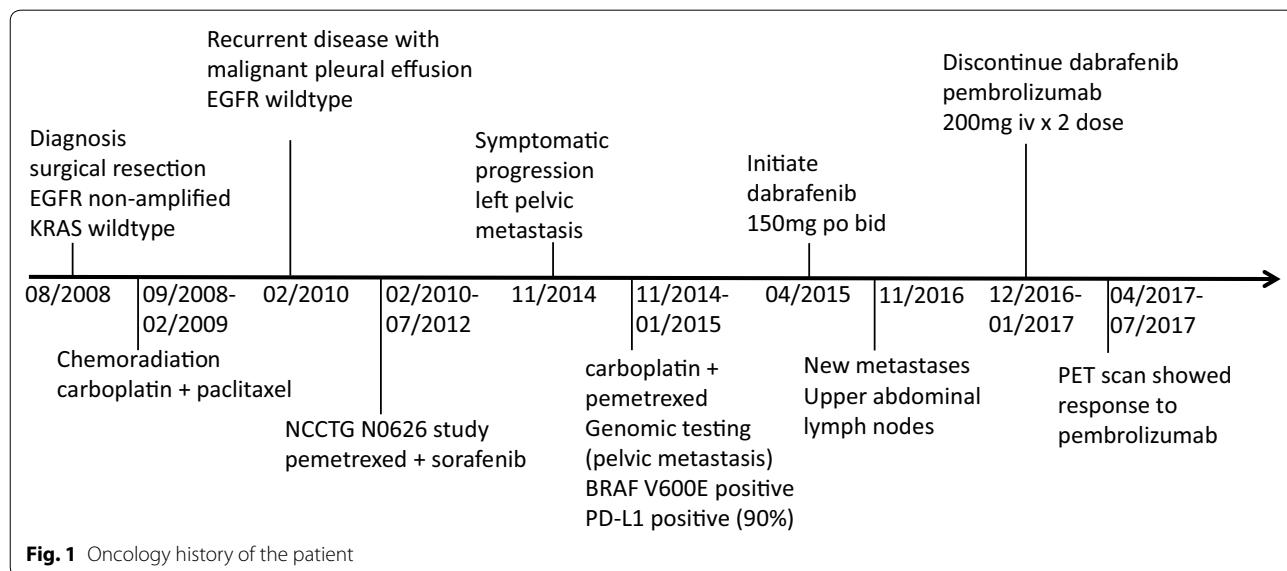 Diagnosis
surgical resection
EGFR non-amplified
KRAS wildtype
08/2008
09/2008-
02/2009
Chemoradiation
carboplatin + paclitaxel
Recurrent disease with
malignant pleural effusion
EGFR wildtype
02/2010
02/2010-
07/2012
NCCTG N0626 study
pemetrexed + sorafenib
Symptomatic
progression
left pelvic
metastasis
11/2014
11/2014-
01/2015
carboplatin +
pemetrexed
Genomic testing
(pelvic metastasis)
BRAF V600E positive
PD-L1 positive (90%)
Initiate
dabrafenib
150mg po bid
04/2015
11/2016
New metastases
Upper abdominal
lymph nodes
Discontinue dabrafenib
pembrolizumab
200mg iv x 2 dose
12/2016-
01/2017
04/2017-
07/2017
PET scan showed
response to
pembrolizumab
Fig. 1 Oncology history of the patient